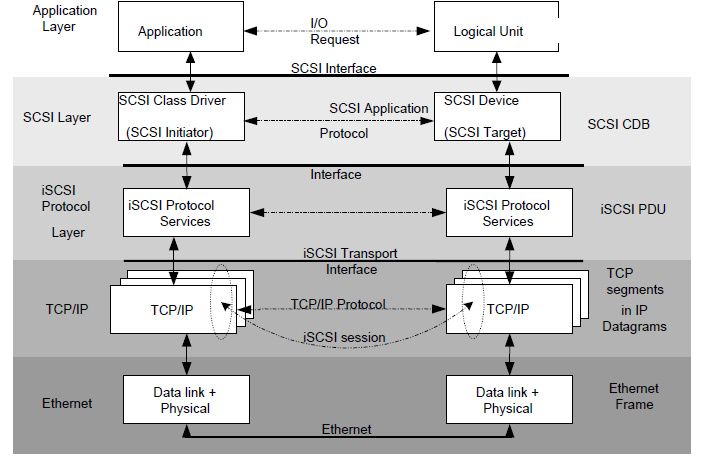 Application
Layer
Application
I/O
Request
Logical Unit
SCSI Interface
SCSI Layer
SCSI Class Driver
(SCSI Initiator)
SCSI Application
Protocol
SCSI Device
(SCSI Target)
SCSI CDB
Interface
iSCSI
Protocol
Layer
iSCSI Protocol
Services
iSCSI Protocol
Services
iSCSI PDU
iSCSI Transport
Interface
TCP/IP
TCP/IP
TCP/IP Protocol
iSCSI session
TCP/IP
TCP
segments
in IP
Datagrams
Ethernet
Data link +
Physical
Data link +
Physical
Ethernet
Frame
Ethernet